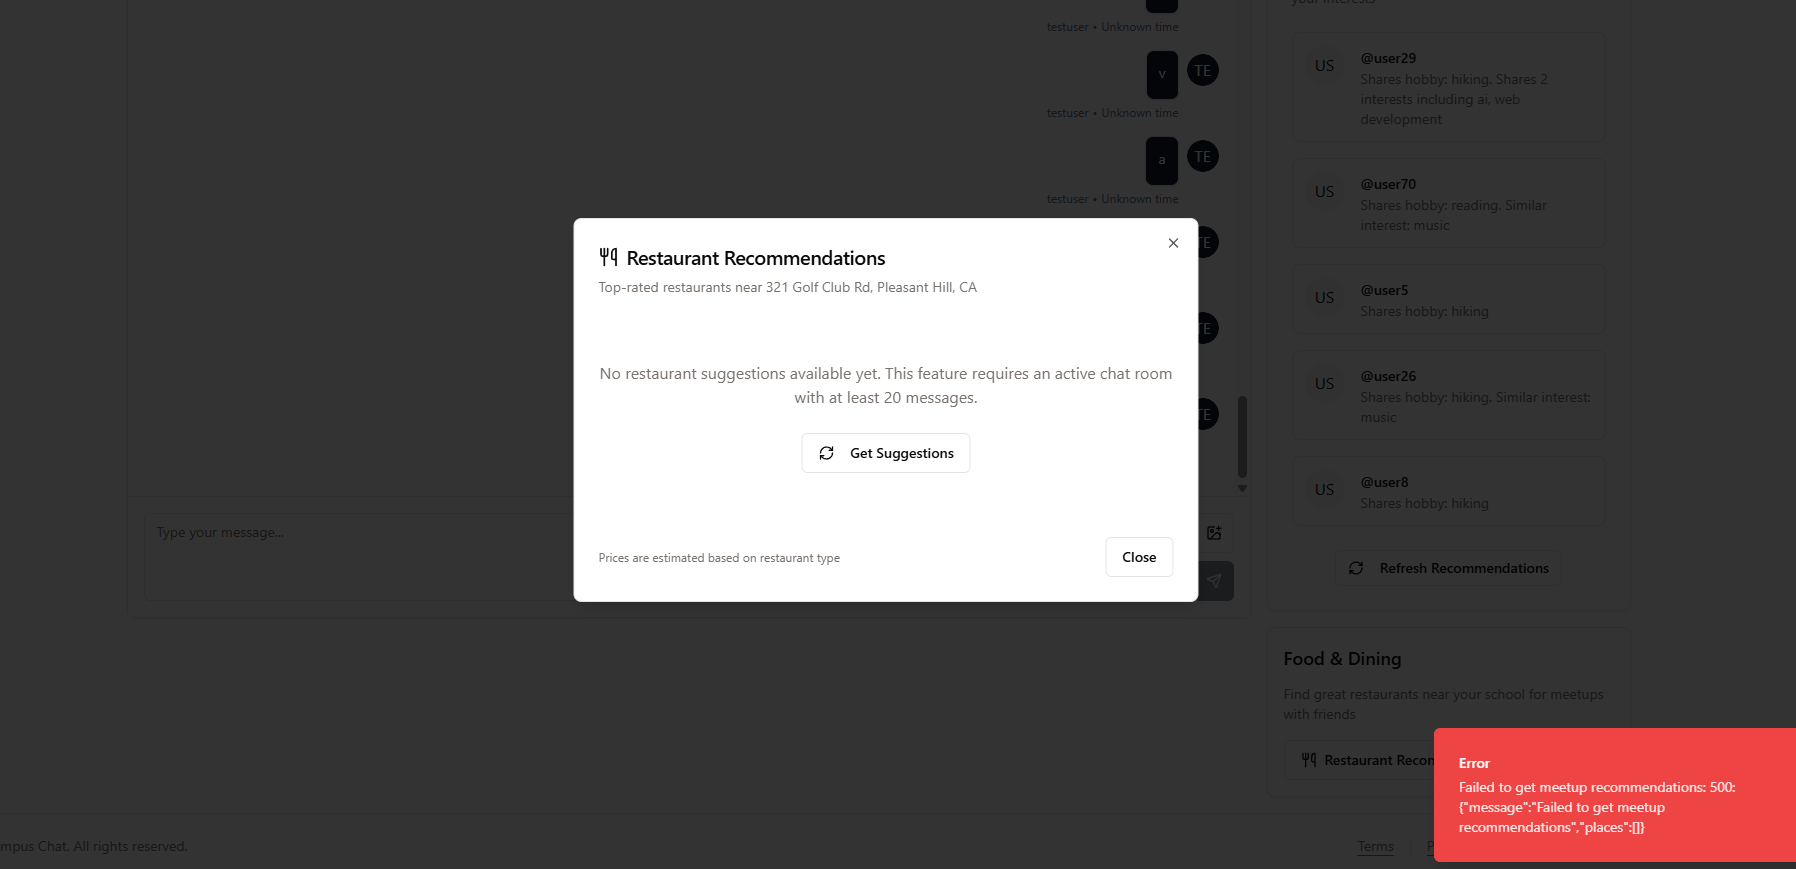 your interests
testuser • Unknown time
v
TE
testuser • Unknown time
a
TE
testuser • Unknown time
TE
TE
TE
Type your message...
Restaurant Recommendations
Top-rated restaurants near 321 Golf Club Rd, Pleasant Hill, CA
No restaurant suggestions available yet. This feature requires an active chat room
with at least 20 messages.
Get Suggestions
Prices are estimated based on restaurant type
Close
US
@user29
Shares hobby: hiking. Shares 2
interests including ai, web
development
US
@user70
Shares hobby: reading. Similar
interest: music
US
@user5
Shares hobby: hiking
US
@user26
Shares hobby: hiking. Similar interest:
music
US
@user8
Shares hobby: hiking
Refresh Recommendations
Food & Dining
Find great restaurants near your school for meetups
with friends
Restaurant Recom
Error
Failed to get meetup recommendations: 500:
{"message":"Failed to get meetup
recommendations","places":[]}
mpus Chat. All rights reserved.
Terms